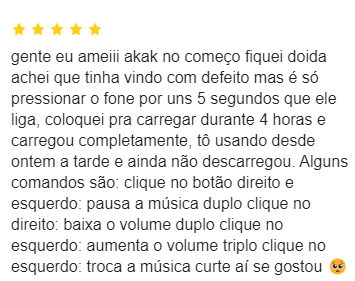 gente eu ameiii akak no começo fiquei doida
achei que tinha vindo com defeito mas é só
pressionar o fone por uns 5 segundos que ele
liga, coloquei pra carregar durante 4 horas e
carregou completamente, tô usando desde
ontem a tarde e ainda não descarregou. Alguns
comandos são: clique no botão direito e
esquerdo: pausa a música duplo clique no
direito: baixa o volume duplo clique no
esquerdo: aumenta o volume triplo clique no
esquerdo: troca a música curte aí se gostou 🥺